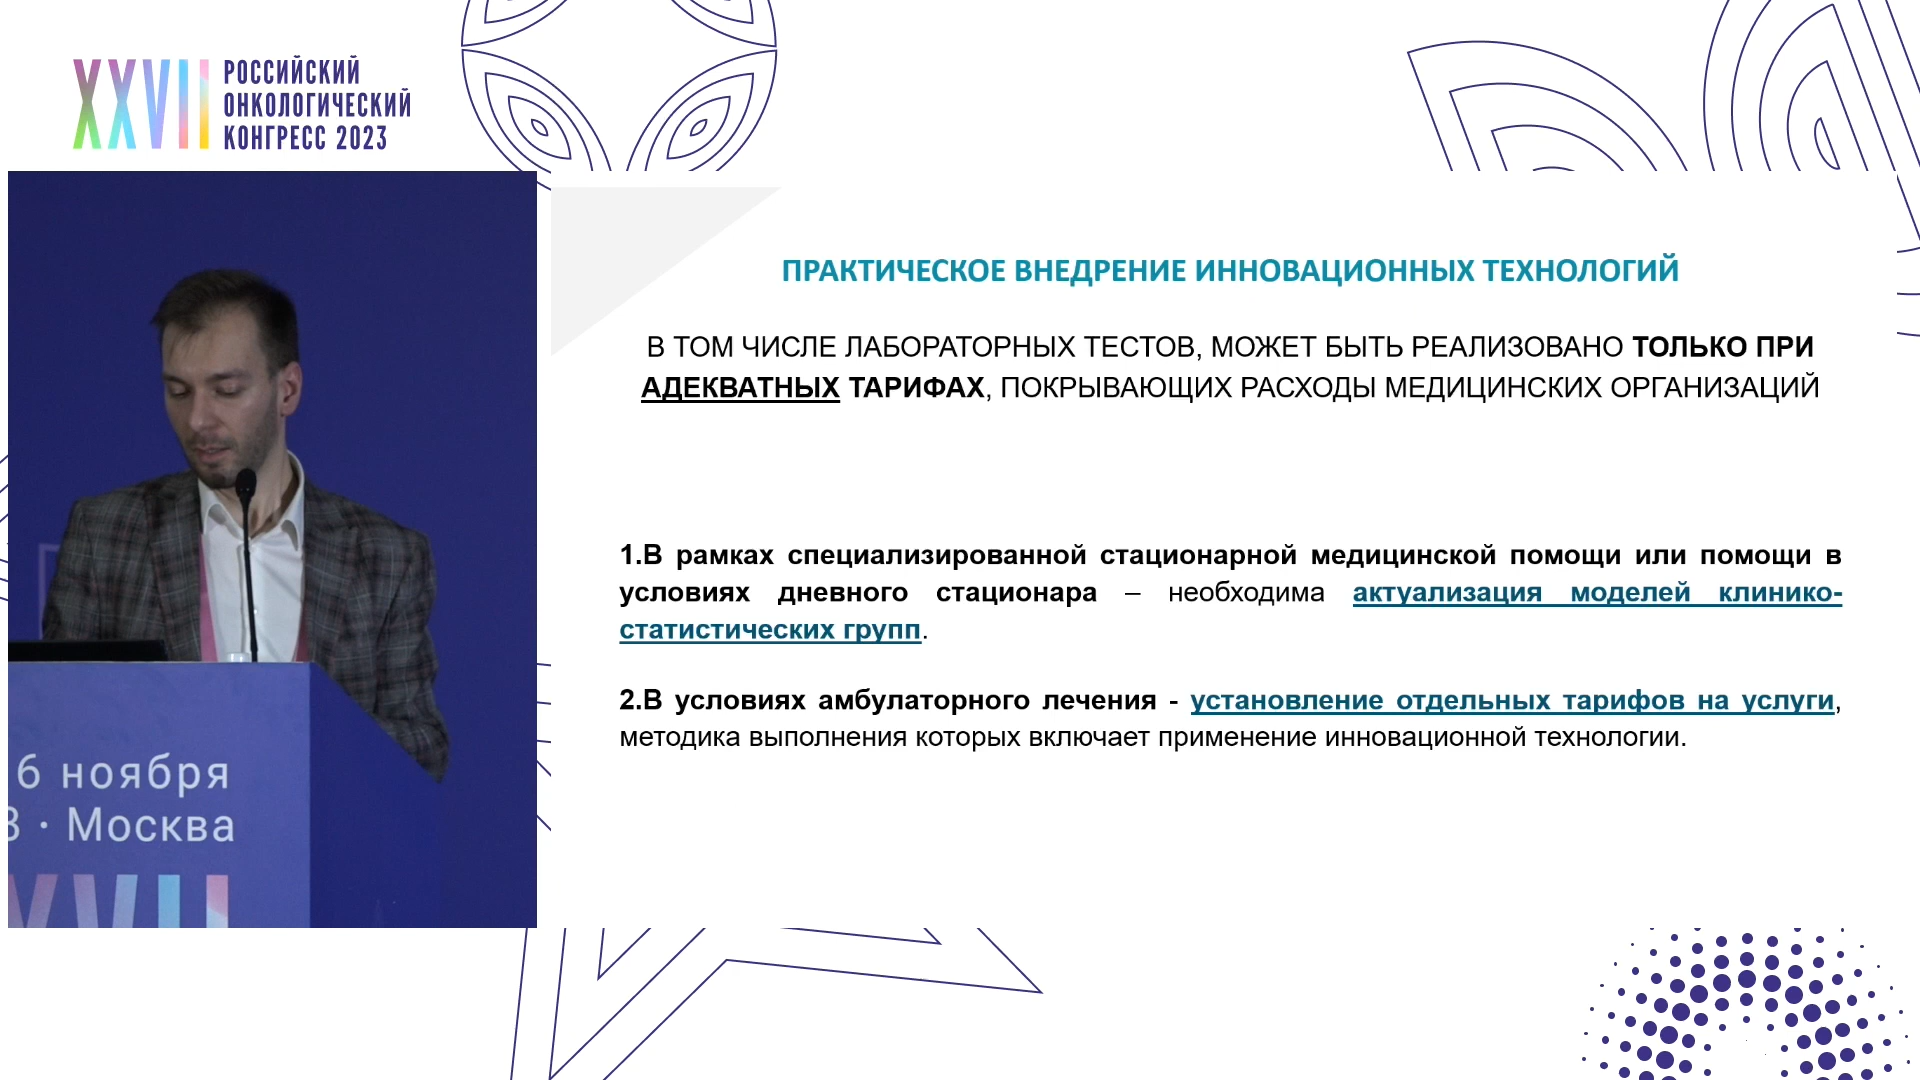 XXVII
РОССИЙСКИЙ
ОНКОЛОГИЧЕСКИЙ
КОНГРЕСС 2023
ПРАКТИЧЕСКОЕ ВНЕДРЕНИЕ ИННОВАЦИОННЫХ ТЕХНОЛОГИЙ
В ТОМ ЧИСЛЕ ЛАБОРАТОРНЫХ ТЕСТОВ, МОЖЕТ БЫТЬ РЕАЛИЗОВАНО ТОЛЬКО ПРИ
АДЕКВАТНЫХ ТАРИФАХ, ПОКРЫВАЮЩИХ РАСХОДЫ МЕДИЦИНСКИХ ОРГАНИЗАЦИЙ
1.В рамках специализированной стационарной медицинской помощи или помощи в
условиях дневного стационара – необходима актуализация моделей клинико-
статистических групп.
2.В условиях амбулаторного лечения - установление отдельных тарифов на услуги,
методика выполнения которых включает применение инновационной технологии.
6 ноября
3 · Москва
XVII